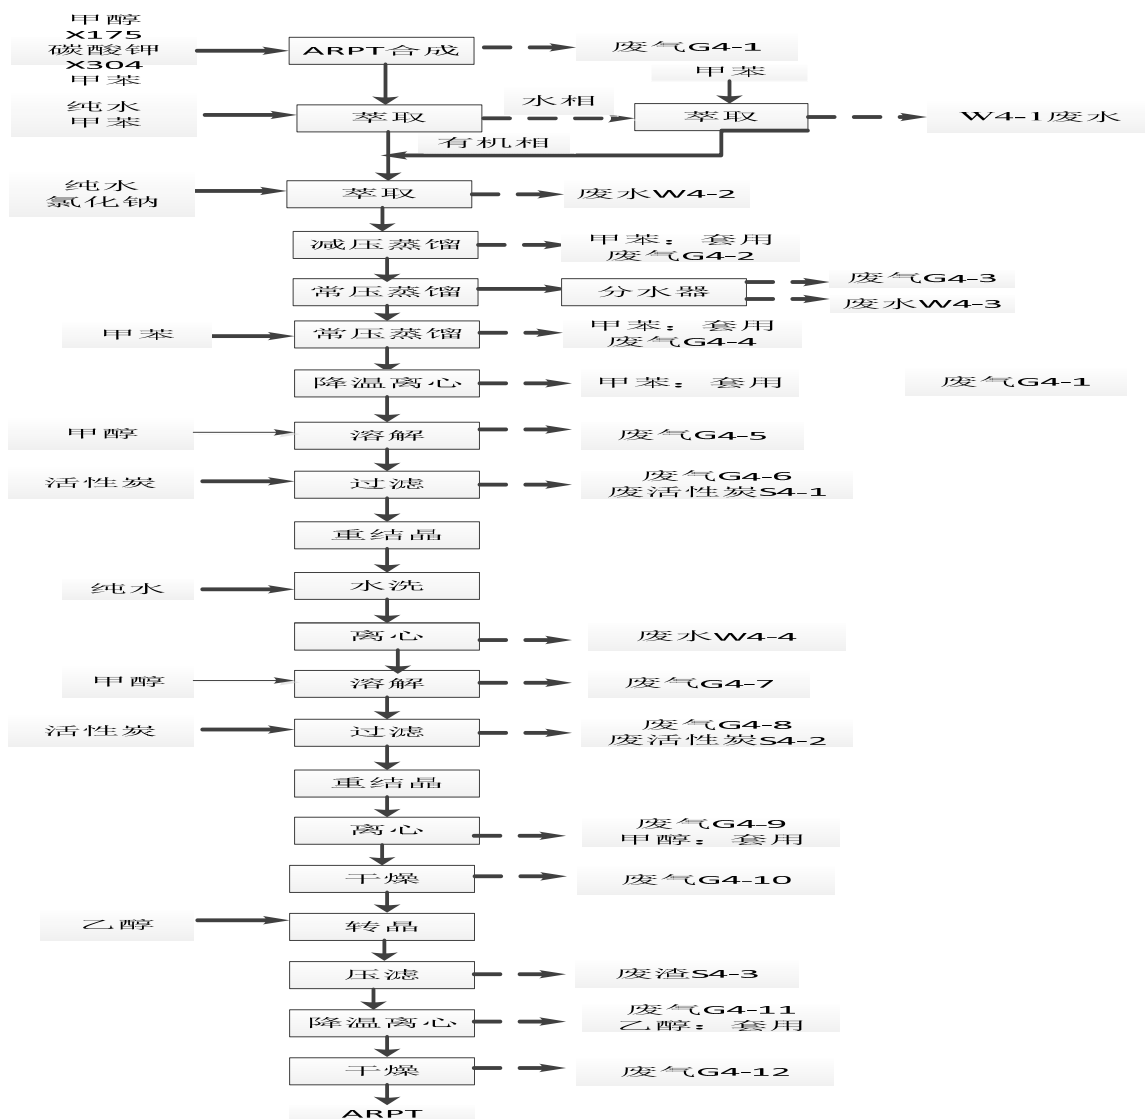 甲醇
X175
碳酸钾
X304
甲苯
ARPT合成
废气G4-1
甲苯
纯水
甲苯
萃取
水相
萃取
W4-1废水
有机相
纯水
氯化钠
萃取
废水W4-2
减压蒸馏
甲苯：套用
废气G4-2
常压蒸馏
分水器
废气G4-3
废水W4-3
甲苯
常压蒸馏
甲苯：套用
废气G4-4
降温离心
甲苯：套用
废气G4-1
甲醇
溶解
废气G4-5
活性炭
过滤
废气G4-6
废活性炭S4-1
重结晶
纯水
水洗
离心
废水W4-4
甲醇
溶解
废气G4-7
活性炭
过滤
废气G4-8
废活性炭S4-2
重结晶
离心
废气G4-9
甲醇：套用
干燥
废气G4-10
乙醇
转晶
压滤
废渣S4-3
降温离心
废气G4-11
乙醇：套用
干燥
废气G4-12
ARPT